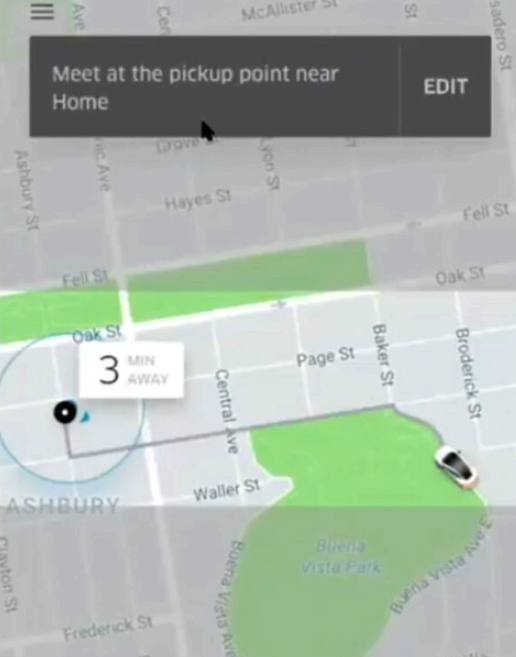 McAllister St
Ave
Cen
St
sadero St
Meet at the pickup point near
Home
EDIT
Grove St
Lyon St
Ashbury St
Hayes St
Fell St
Fell St
Oak St
Oak St
3 MIN
AWAY
Page St
Baker St
Broderick St
Central Ave
Waller St
ASHBURY
Buena
Vista Park
Buena Vista Ave E
Buena Vista Ave
Clayton St
Frederick St